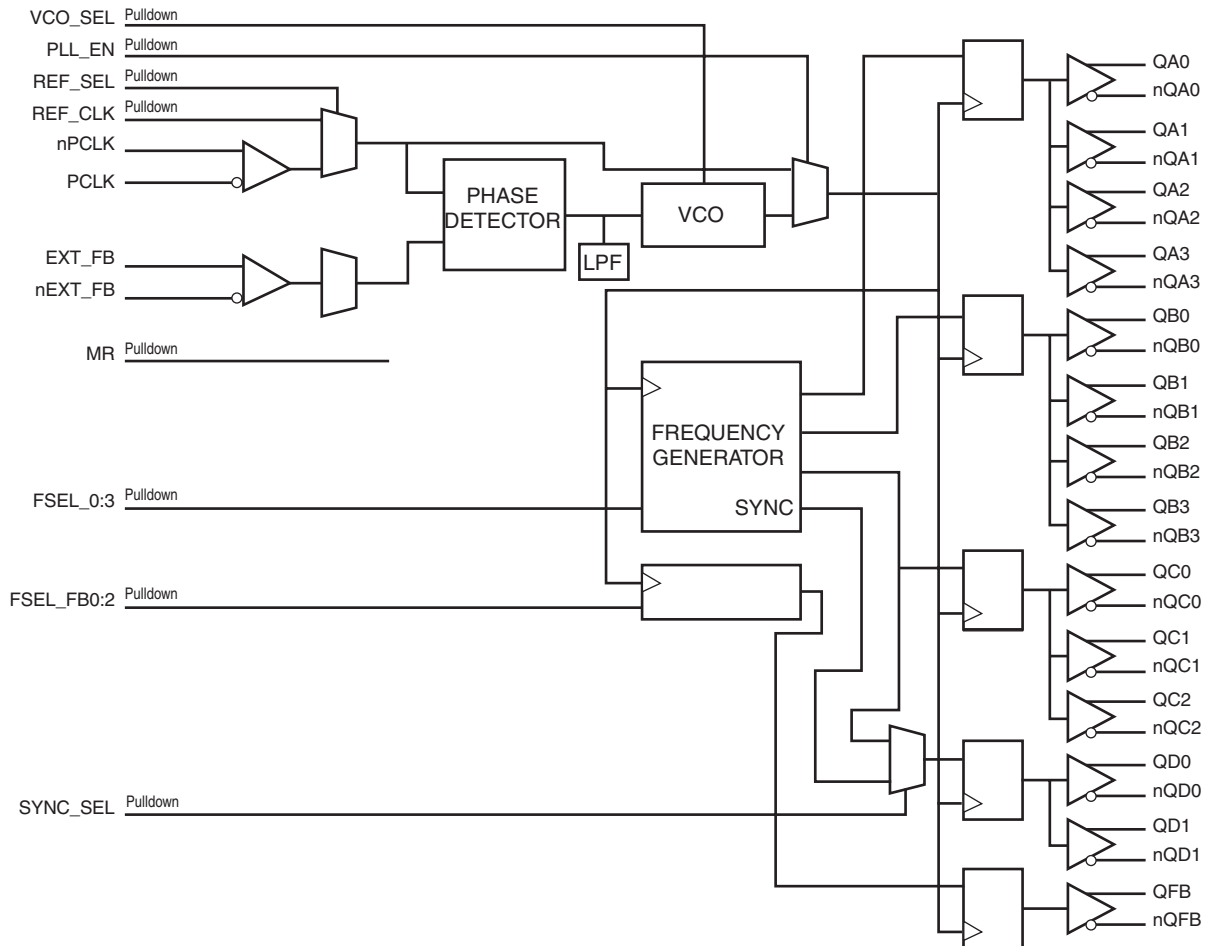 VCO_SEL Pulldown
PLL_EN Pulldown
REF_SEL Pulldown
REF_CLK Pulldown
nPCLK
PCLK
EXT_FB
nEXT_FB
MR Pulldown
FSEL_0:3 Pulldown
FSEL_FB0:2 Pulldown
SYNC_SEL Pulldown
PHASE
DETECTOR
LPF
VCO
FREQUENCY
GENERATOR
SYNC
QA0
nQA0
QA1
nQA1
QA2
nQA2
QA3
nQA3
QB0
nQB0
QB1
nQB1
QB2
nQB2
QB3
nQB3
QC0
nQC0
QC1
nQC1
QC2
nQC2
QD0
nQD0
QD1
nQD1
QFB
nQFB